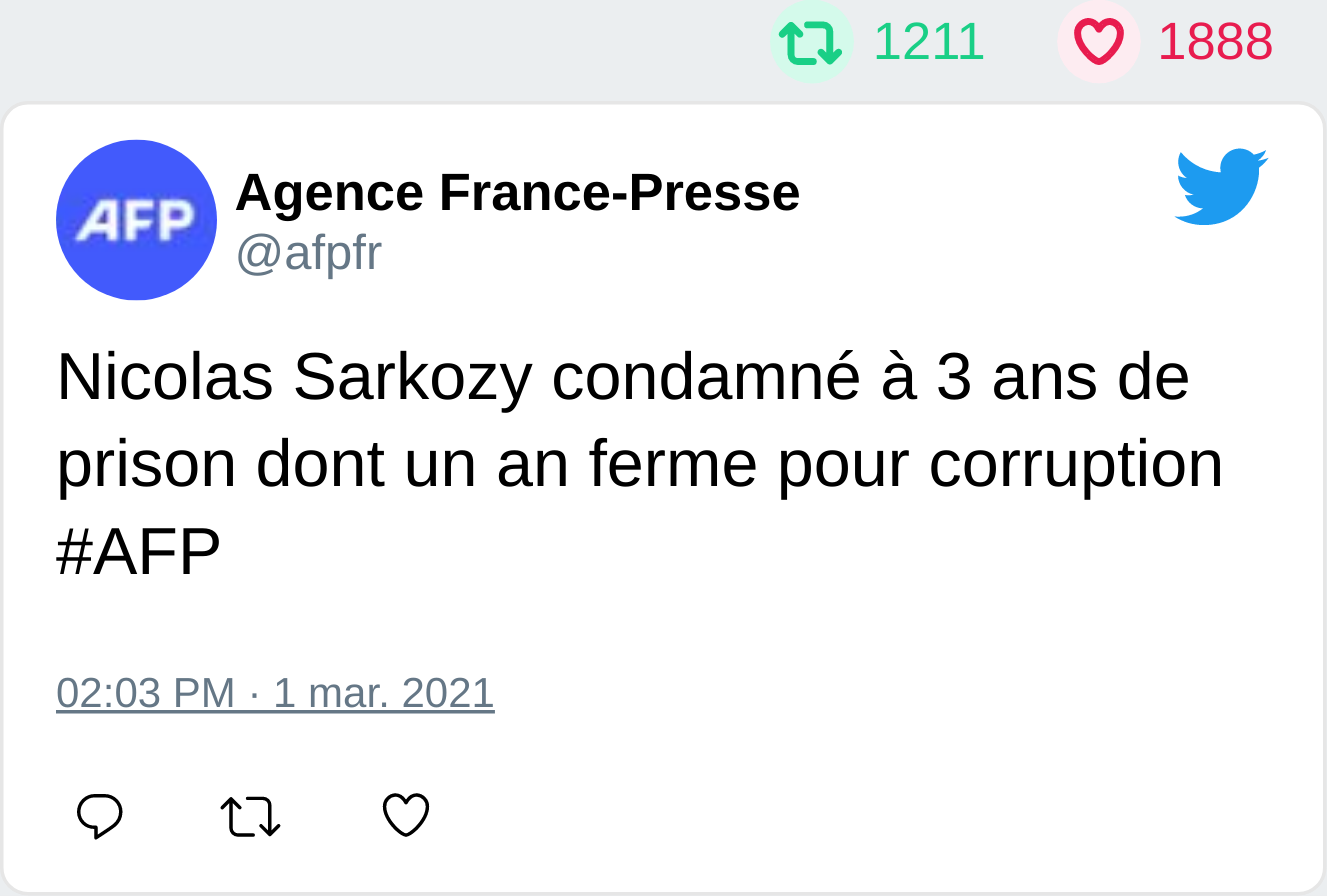 1211 1888
AFP
Agence France-Presse
@afpfr
Nicolas Sarkozy condamné à 3 ans de
prison dont un an ferme pour corruption
#AFP
02:03 PM · 1 mar. 2021